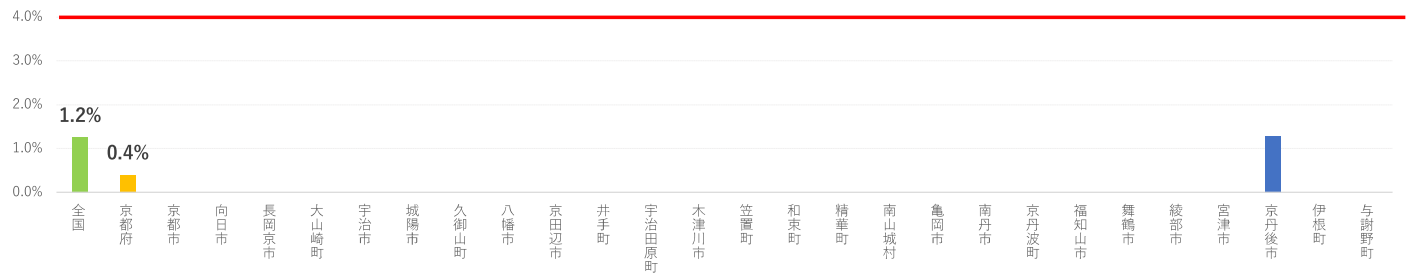 4.0%
3.0%
2.0%
1.0%
0.0%
1.2%
0.4%
全国
京都府
京都市
向日市
長岡京市
大山崎町
宇治市
城陽市
久御山町
八幡市
京田辺市
井手町
宇治田原町
木津川市
笠置町
和束町
精華町
南山城村
亀岡市
南丹市
京丹波町
福知山市
舞鶴市
綾部市
宮津市
京丹後市
伊根町
与謝野町